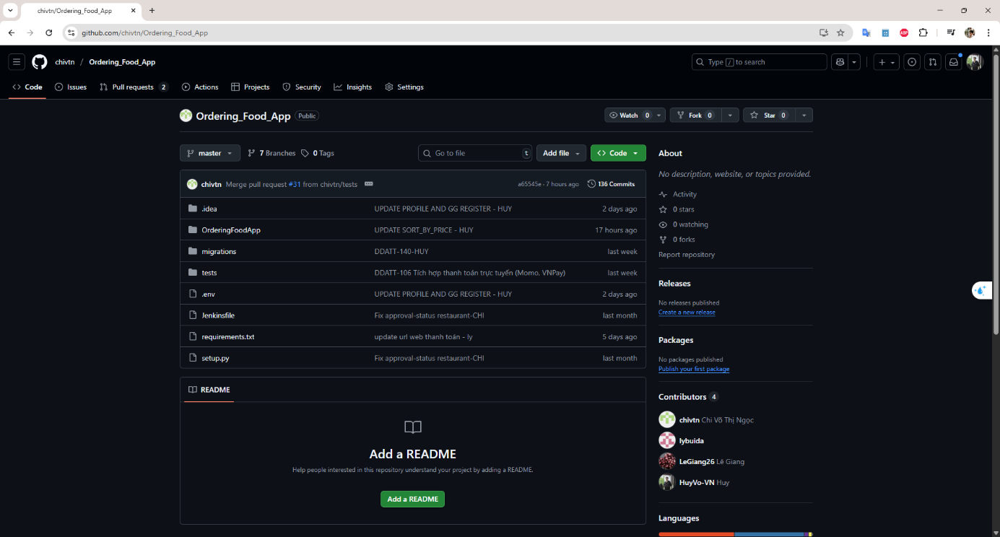 chivtn/Ordering_Food_App
github.com/chivtn/Ordering_Food_App
ABP
chivtn / Ordering_Food_App
Type / to search
Code Issues Pull requests 2 Actions Projects Security Insights Settings
Ordering_Food_App Public
Watch 0 Fork 0 Star 0
master 7 Branches 0 Tags Go to file t Add file Code
chivtn Merge pull request #31 from chivtn/tests a65545e · 7 hours ago 136 Commits
.idea UPDATE PROFILE AND GG REGISTER - HUY 2 days ago
OrderingFoodApp UPDATE SORT_BY_PRICE - HUY 17 hours ago
migrations DDATT-140-HUY last week
tests DDATT-106 Tích hợp thanh toán trực tuyến (Momo, VNPay) last week
.env UPDATE PROFILE AND GG REGISTER - HUY 2 days ago
Jenkinsfile Fix approval-status restaurant-CHI last month
requirements.txt update url web thanh toán - ly 5 days ago
setup.py Fix approval-status restaurant-CHI last month
README
Add a README
Help people interested in this repository understand your project by adding a README.
Add a README
About
No description, website, or topics provided.
Activity
0 stars
0 watching
0 forks
Report repository
Releases
No releases published
Create a new release
Packages
No packages published
Publish your first package
Contributors 4
chivtn Chi Võ Thị Ngọc
lybuida
LeGiang26 Lê Giang
HuyVo-VN Huy
Languages